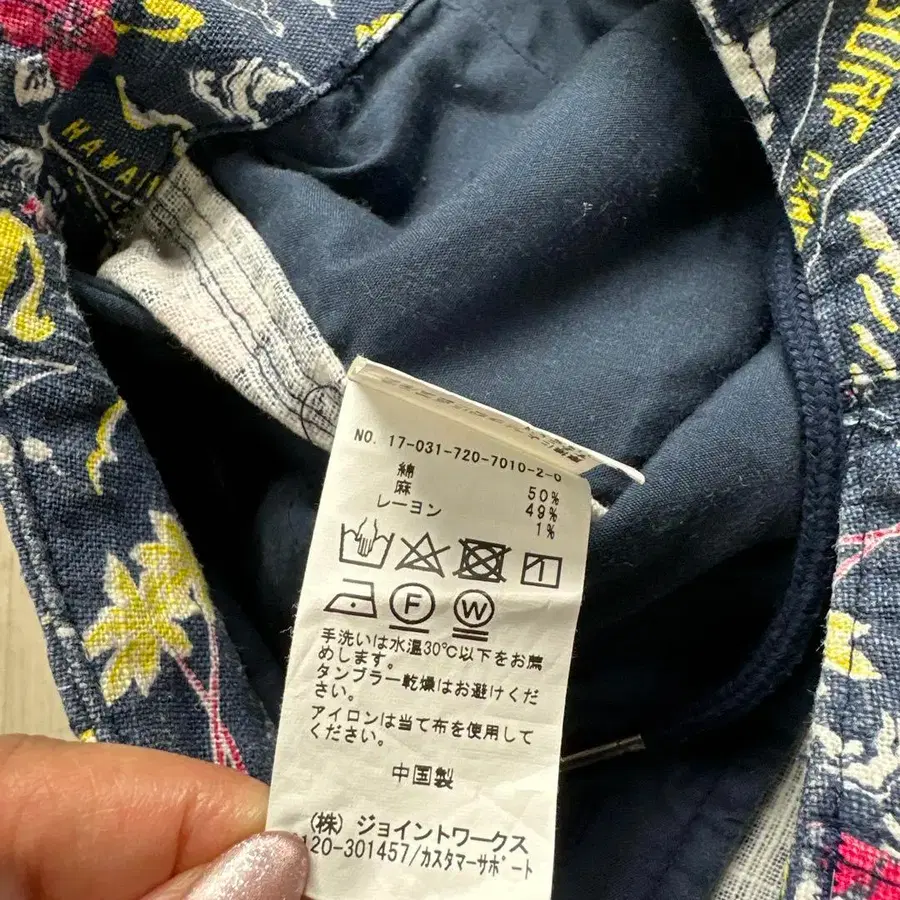 SURF
HAWAII
NO. 17-031-720-7010-2-0
綿 50%
麻 49%
レーヨン 1%
F W
手洗いは水温30℃以下をお薦
めします。
タンブラー乾燥はお避けくださ
い。
アイロンは当て布を使用して
ください。
中国製
(株) ジョイントワークス
120-301457/カスタマーサポート